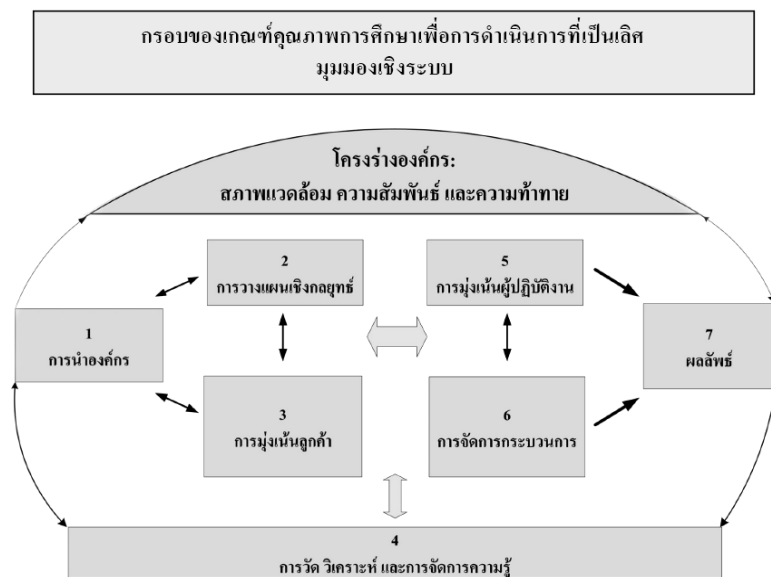 กรอบของเกณฑ์คุณภาพการศึกษาเพื่อการดำเนินการที่เป็นเลิศ
มุมมองเชิงระบบ
โครงร่างองค์กร:
สภาพแวดล้อม ความสัมพันธ์ และความท้าทาย
1
การนำองค์กร
2
การวางแผนเชิงกลยุทธ์
3
การมุ่งเน้นลูกค้า
5
การมุ่งเน้นผู้ปฏิบัติงาน
6
การจัดการกระบวนการ
7
ผลลัพธ์
4
การวัด วิเคราะห์ และการจัดการความรู้